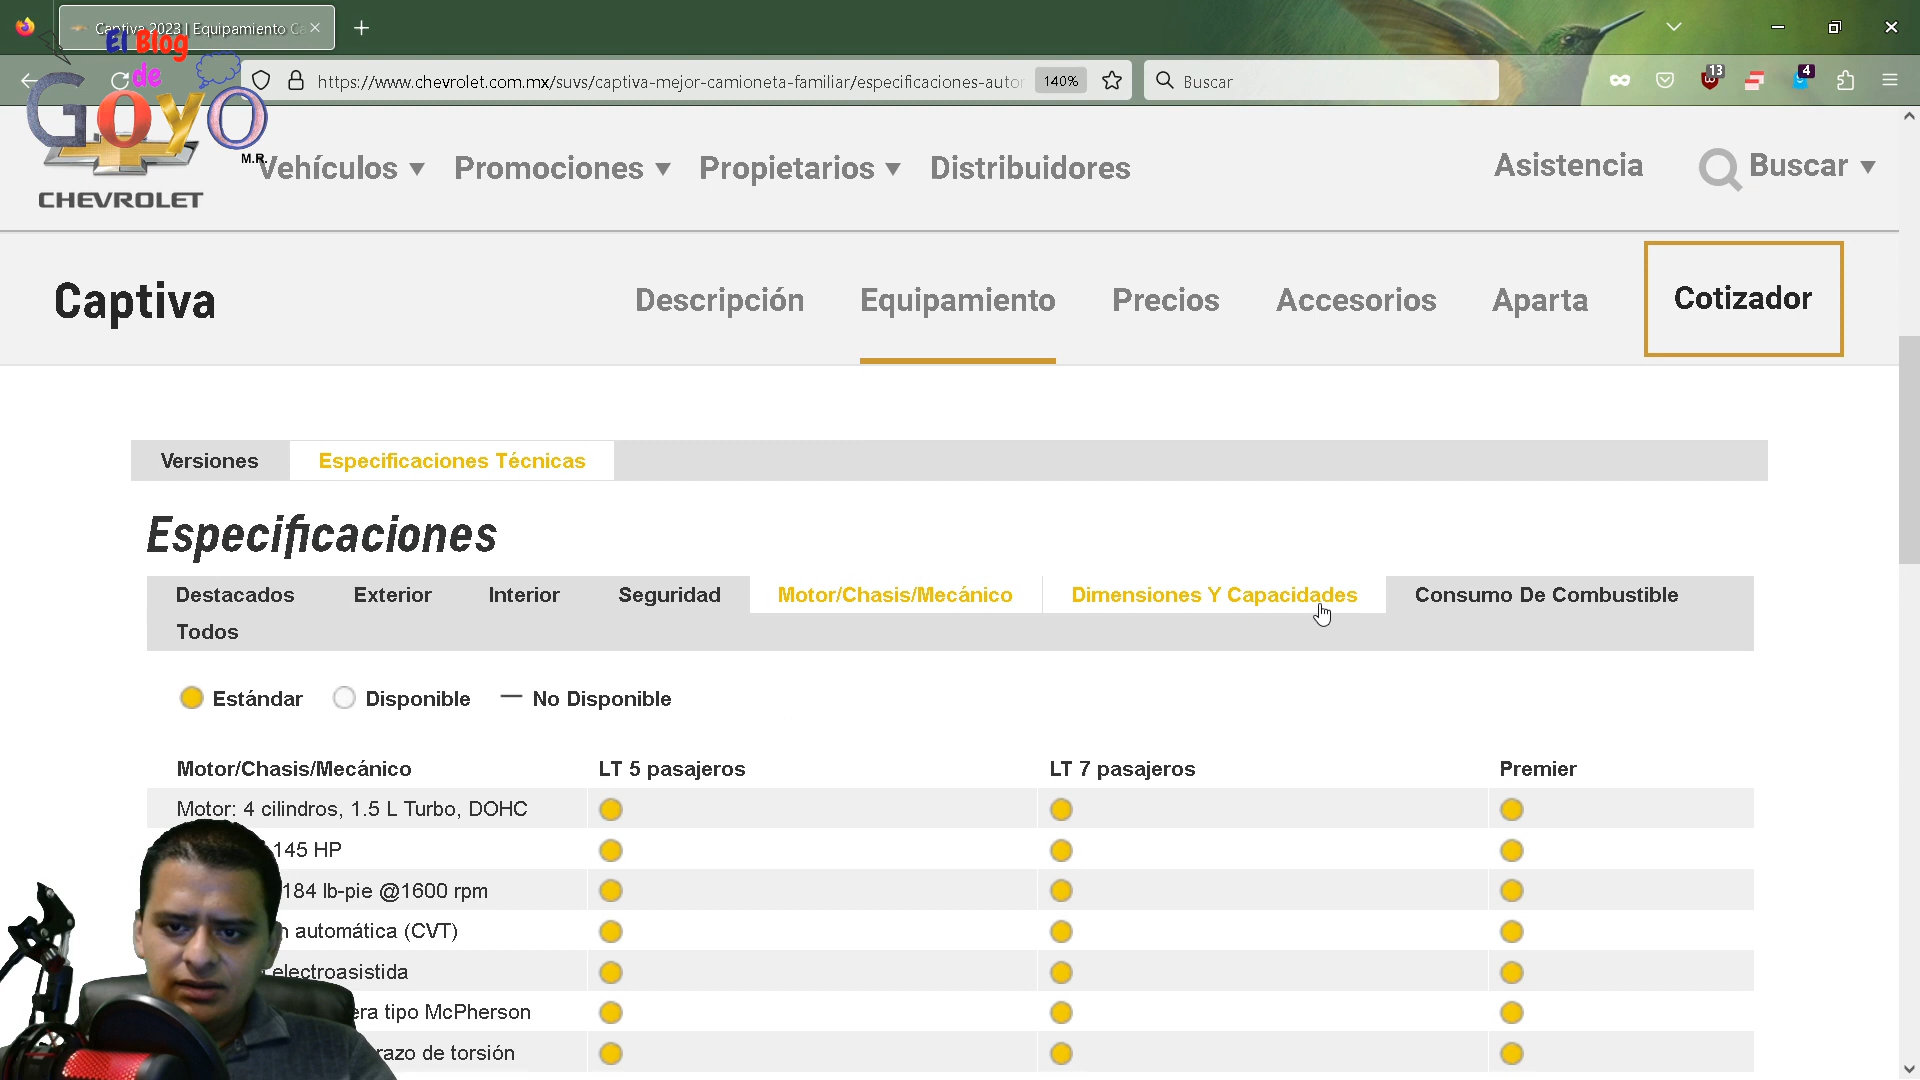 Captiva 2023 | Equipamiento Ca
El Blog
de
GOYO
M.R.
https://www.chevrolet.com.mx/suvs/captiva-mejor-camioneta-familiar/especificaciones-autor
140%
Buscar
13
4
CHEVROLET
Vehículos
Promociones
Propietarios
Distribuidores
Asistencia
Buscar
Captiva
Descripción
Equipamiento
Precios
Accesorios
Aparta
Cotizador
Versiones
Especificaciones Técnicas
Especificaciones
Destacados
Exterior
Interior
Seguridad
Motor/Chasis/Mecánico
Dimensiones Y Capacidades
Consumo De Combustible
Todos
Estándar
Disponible
No Disponible
Motor/Chasis/Mecánico
LT 5 pasajeros
LT 7 pasajeros
Premier
Motor: 4 cilindros, 1.5 L Turbo, DOHC
145 HP
184 lb-pie @1600 rpm
n automática (CVT)
electroasistida
era tipo McPherson
razo de torsión